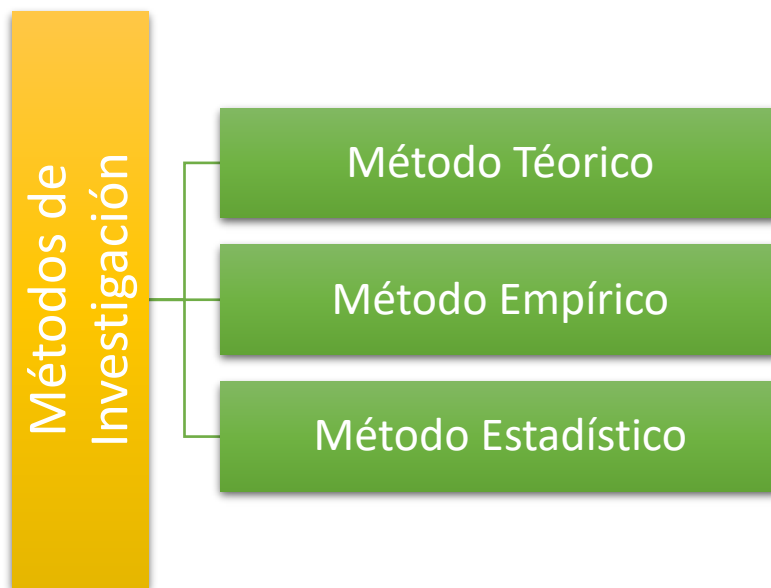 Métodos de
Investigación
Método Téorico
Método Empírico
Método Estadístico